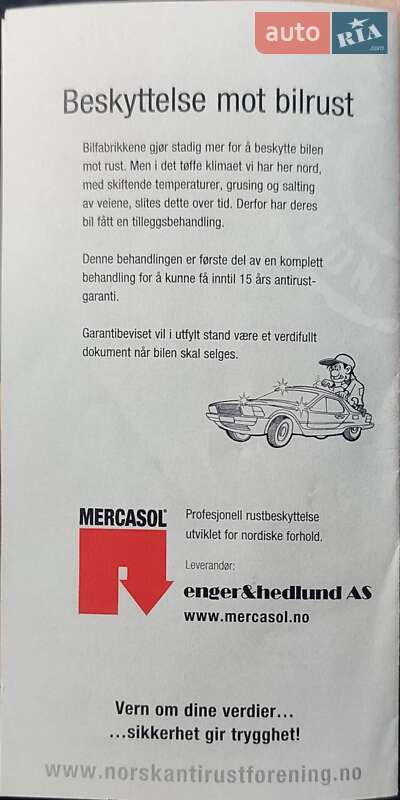 auto RIA
.com
Beskyttelse mot bilrust
Bilfabrikkene gjør stadig mer for å beskytte bilen
mot rust. Men i det tøffe klimaet vi har her nord,
med skiftende temperaturer, grusing og salting
av veiene, slites dette over tid. Derfor har deres
bil fått en tilleggsbehandling.
Denne behandlingen er første del av en komplett
behandling for å kunne få inntil 15 års antirust-
garanti.
Garantibeviset vil i utfylt stand være et verdifullt
dokument når bilen skal selges.
MERCASOL®
Profesjonell rustbeskyttelse
utviklet for nordiske forhold.
Leverandør:
enger&hedlund AS
www.mercasol.no
Vern om dine verdier...
...sikkerhet gir trygghet!
www.norskantirustforening.no